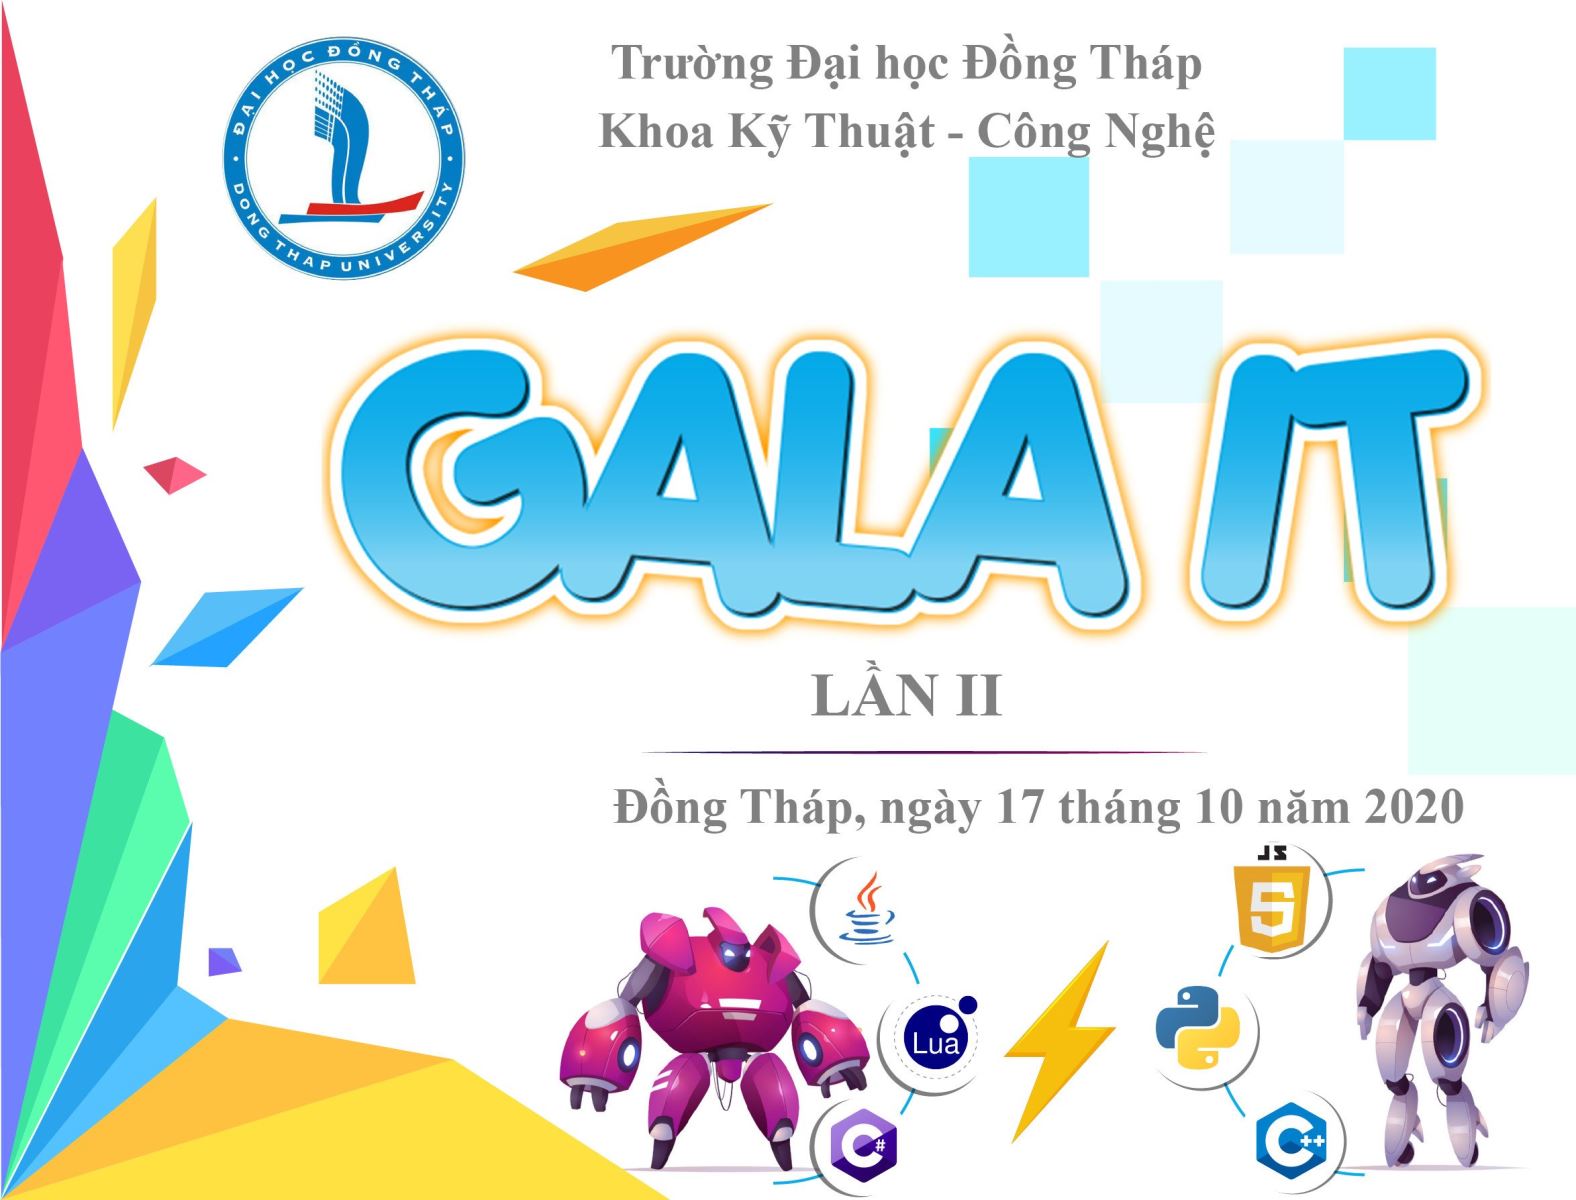 Trường Đại học Đồng Tháp
Khoa Kỹ Thuật - Công Nghệ
ĐẠI HỌC ĐỒNG THÁP
DONG THAP UNIVERSITY
GALA IT
LẦN II
Đồng Tháp, ngày 17 tháng 10 năm 2020
JS
5
Lua
C#
C++